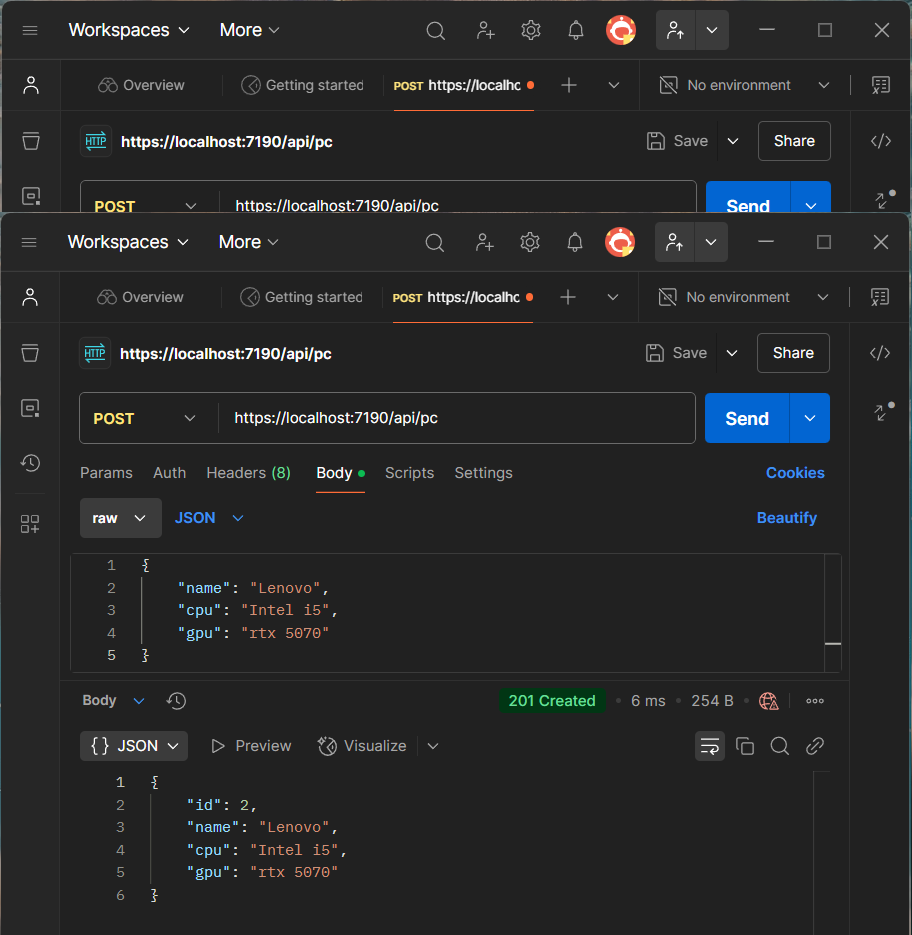 Workspaces More
Overview Getting started POST https://localhc No environment
HTTP https://localhost:7190/api/pc Save Share
POST https://localhost:7190/api/pc Send
Workspaces More
Overview Getting started POST https://localhc No environment
HTTP https://localhost:7190/api/pc Save Share
POST https://localhost:7190/api/pc Send
Params Auth Headers (8) Body Scripts Settings Cookies
raw JSON Beautify
1 {
2 "name": "Lenovo",
3 "cpu": "Intel i5",
4 "gpu": "rtx 5070"
5 }
Body 201 Created • 6 ms • 254 B •
{} JSON Preview Visualize
1 {
2 "id": 2,
3 "name": "Lenovo",
4 "cpu": "Intel i5",
5 "gpu": "rtx 5070"
6 }